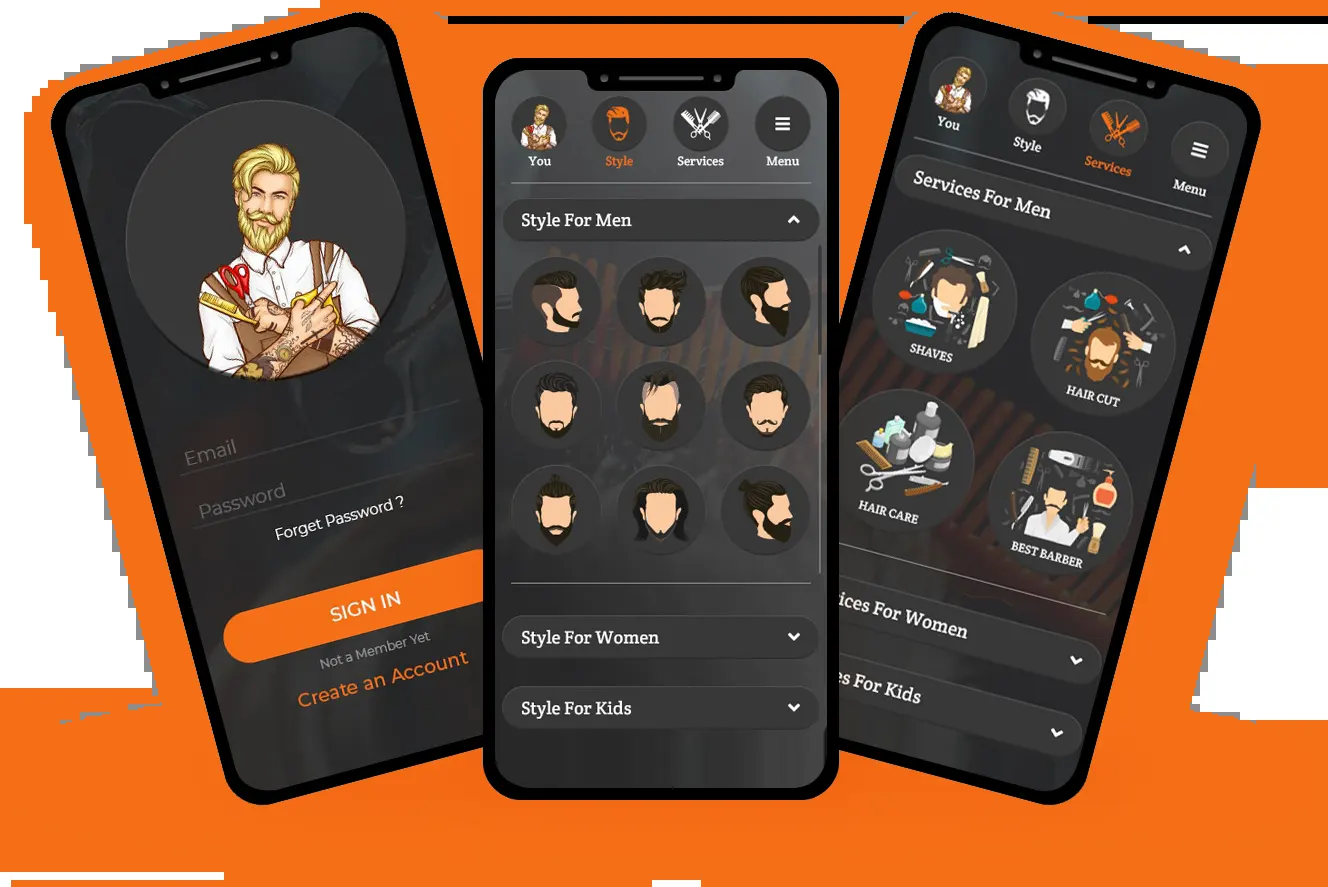 Email
Password
Forget Password ?
SIGN IN
Not a Member Yet
Create an Account
You
Style
Services
Menu
Style For Men
Style For Women
Style For Kids
You
Style
Services
Menu
Services For Men
SHAVES
HAIR CUT
HAIR CARE
BEST BARBER
ices For Women
es For Kids